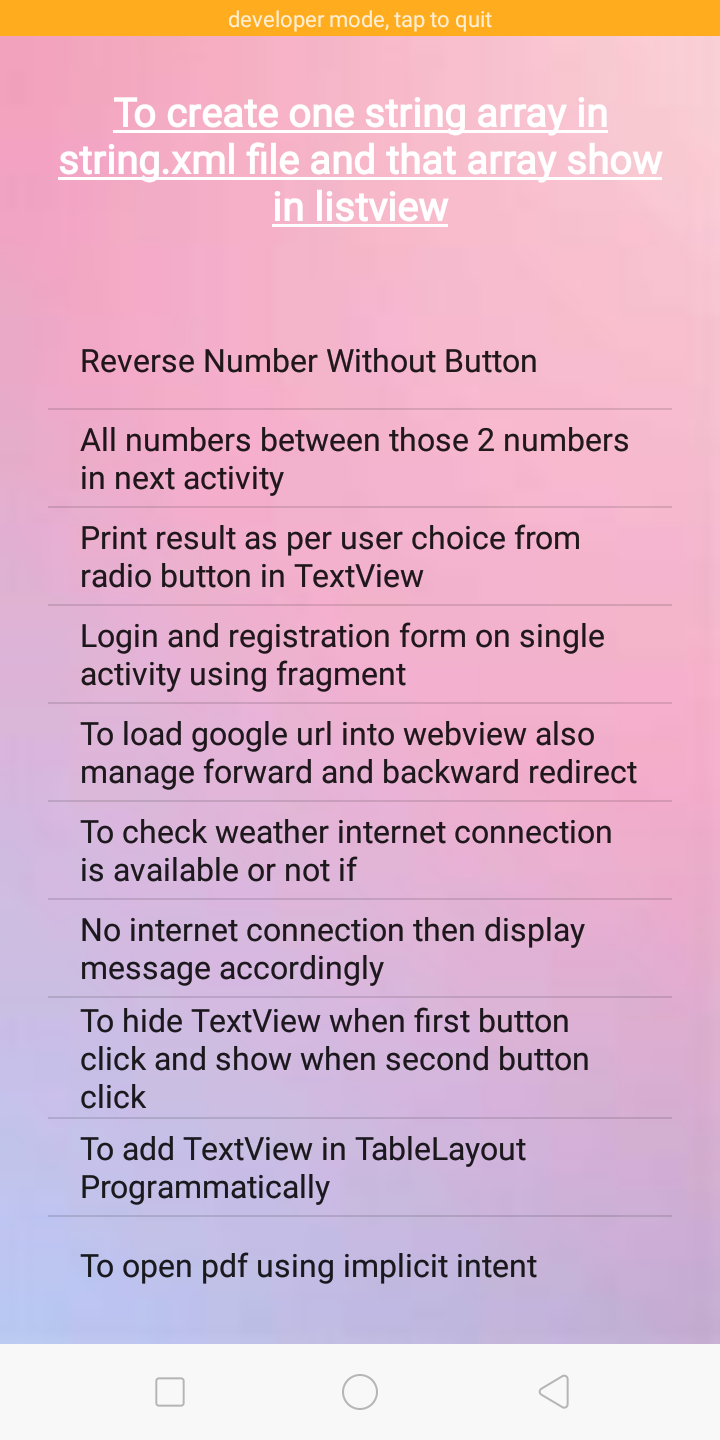 developer mode, tap to quit
To create one string array in
string.xml file and that array show
in listview
Reverse Number Without Button
All numbers between those 2 numbers
in next activity
Print result as per user choice from
radio button in TextView
Login and registration form on single
activity using fragment
To load google url into webview also
manage forward and backward redirect
To check weather internet connection
is available or not if
No internet connection then display
message accordingly
To hide TextView when first button
click and show when second button
click
To add TextView in TableLayout
Programmatically
To open pdf using implicit intent